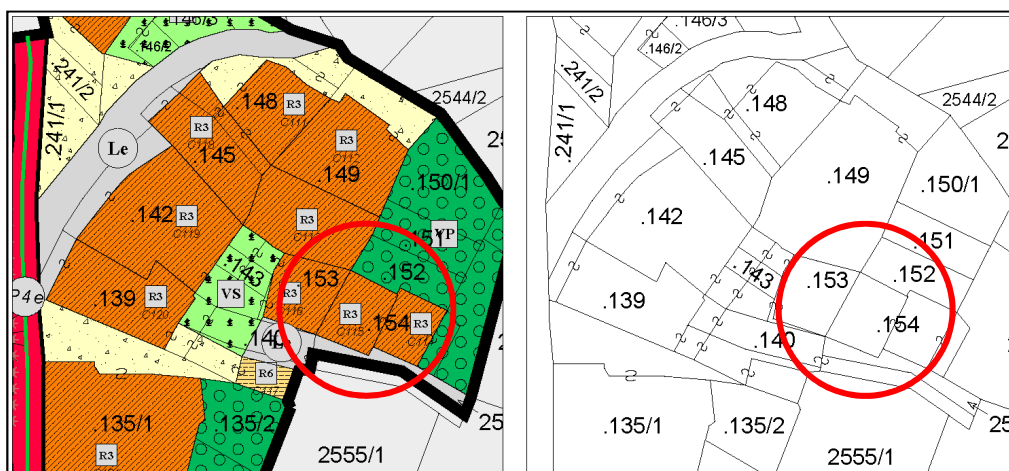 .146/3
.146/2
.241/2
.241/1
2544/2
.148
R3
C111
R3
.145
R3
Le
.149
.150/1
.142
R3
C119
R3
.151
VP
.143
.153
.152
VS
R3
C116
P4e
.139
R3
C120
R3
C115
.154
R3
.140
R6
.135/1
.135/2
R3
2555/1
.146/3
.146/2
.241/2
.241/1
2544/2
.148
.145
.149
.150/1
.142
.151
.143
.153
.152
.139
.154
.140
4
.135/1
.135/2
2555/1